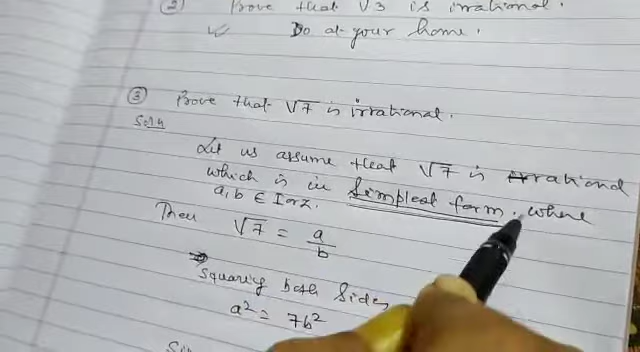 ② Prove that √3 is irrational.
Do at your home.
③ Prove that √7 is irrational.
Soln
Let us assume that √7 is rational
which is in simplest form. where
a, b ∈ I or Z.
Then √7 = a/b
Squaring both sides,
a² = 7b²